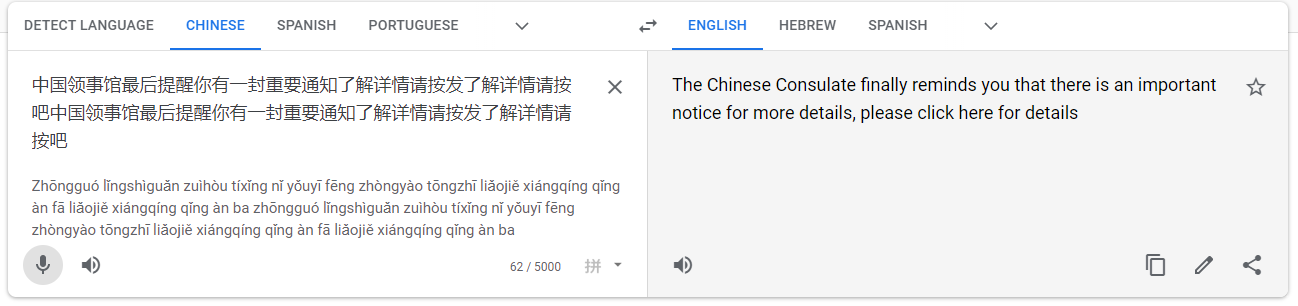 DETECT LANGUAGE CHINESE SPANISH PORTUGUESE ENGLISH HEBREW SPANISH
中国领事馆最后提醒你有一封重要通知了解详情请按发了解详情请按
吧中国领事馆最后提醒你有一封重要通知了解详情请按发了解详情请
按吧
Zhōngguó lǐngshìguǎn zuìhòu tíxǐng nǐ yǒuyī fēng zhòngyào tōngzhī liǎojiě xiángqíng qǐng
àn fā liǎojiě xiángqíng qǐng àn ba zhōngguó lǐngshìguǎn zuìhòu tíxǐng nǐ yǒuyī fēng
zhòngyào tōngzhī liǎojiě xiángqíng qǐng àn fā liǎojiě xiángqíng qǐng àn ba
62 / 5000 拼
The Chinese Consulate finally reminds you that there is an important
notice for more details, please click here for details